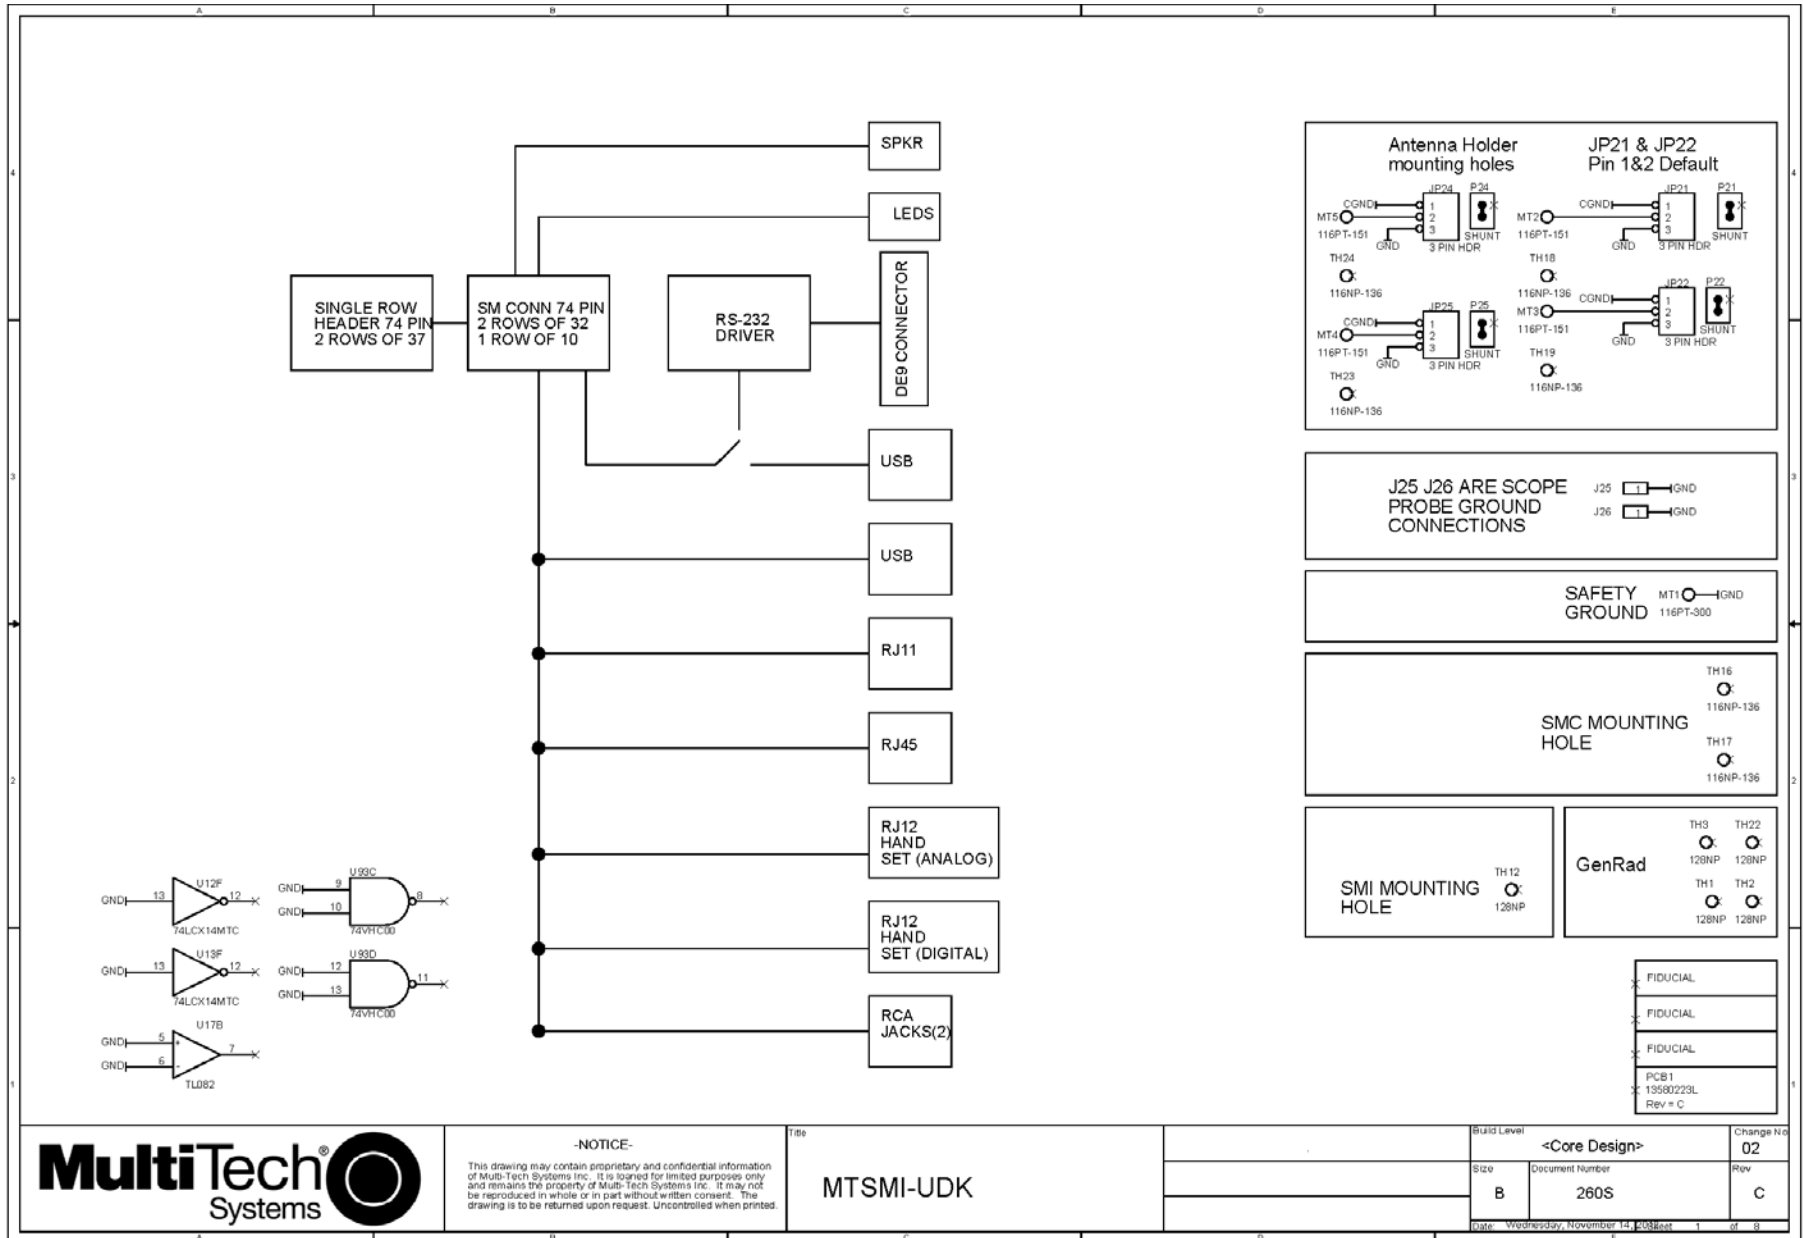 A B C D E
4
4
3
3
2
2
1
1
SPKR
LEDS
DE9 CONNECTOR
SINGLE ROW
HEADER 74 PIN
2 ROWS OF 37
SM CONN 74 PIN
2 ROWS OF 32
1 ROW OF 10
RS-232
DRIVER
USB
USB
RJ11
RJ45
RJ12
HAND
SET (ANALOG)
RJ12
HAND
SET (DIGITAL)
RCA
JACKS(2)
Antenna Holder
mounting holes
JP21 & JP22
Pin 1&2 Default
JP24
P24
CGND
1
2
3
MT5
116PT-151
GND
3 PIN HDR
SHUNT
TH24
116NP-136
JP25
P25
CGND
1
2
3
MT4
116PT-151
GND
3 PIN HDR
SHUNT
TH23
116NP-136
JP21
P21
CGND
1
2
3
MT2
116PT-151
GND
3 PIN HDR
SHUNT
TH18
116NP-136
JP22
P22
CGND
1
2
3
MT3
116PT-151
GND
3 PIN HDR
SHUNT
TH19
116NP-136
J25 J26 ARE SCOPE
PROBE GROUND
CONNECTIONS
J25 1 GND
J26 1 GND
SAFETY
GROUND
MT1 GND
116PT-300
SMC MOUNTING
HOLE
TH16
116NP-136
TH17
116NP-136
SMI MOUNTING
HOLE
TH12
128NP
GenRad
TH3 TH22
128NP 128NP
TH1 TH2
128NP 128NP
FIDUCIAL
FIDUCIAL
FIDUCIAL
PCB1
13580223L
Rev = C
U12F
GND 13 12
74LCX14MTC
U13F
GND 13 12
74LCX14MTC
U17B
GND 5 +
GND 6 -
7
TL082
U93C
GND 9
GND 10
8
74VHC00
U93D
GND 12
GND 13
11
74VHC00
MultiTech®
Systems
-NOTICE-
This drawing may contain proprietary and confidential information
of Multi-Tech Systems Inc. It is loaned for limited purposes only
and remains the property of Multi-Tech Systems Inc. It may not
be reproduced in whole or in part without written consent. The
drawing is to be returned upon request. Uncontrolled when printed.
Title
MTSMI-UDK
Build Level
<Core Design>
Change No
02
Size
B
Document Number
260S
Rev
C
Date: Wednesday, November 14, Sheet 1 of 8
A B C D E